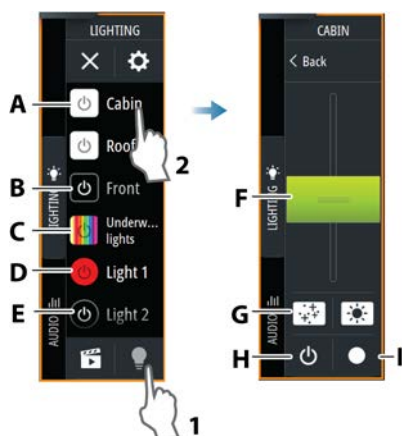 LIGHTING
A
Cabin
Roof
2
B
Front
C
Underw...
lights
D
Light 1
E
Light 2
LIGHTING
AUDIO
1
CABIN
< Back
F
LIGHTING
G
AUDIO
H
I